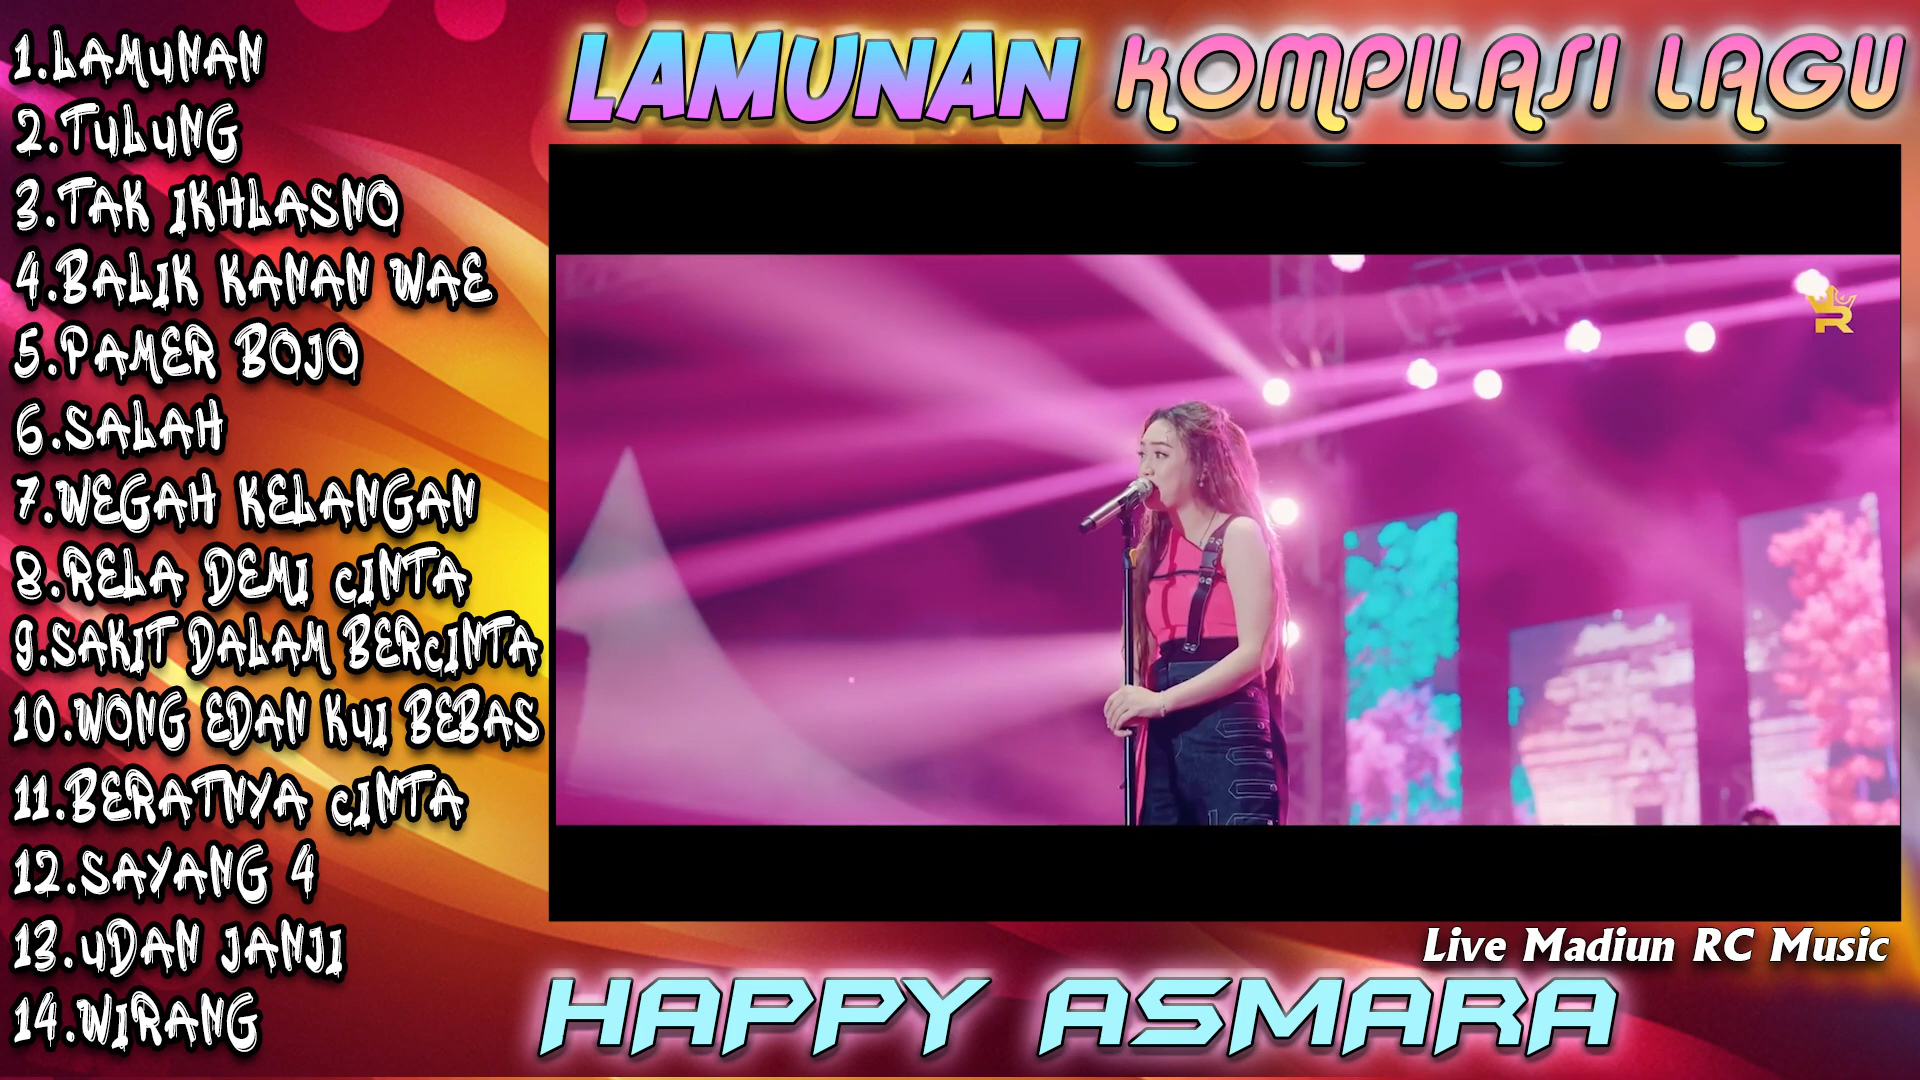 LAMUNAN KOMPILASI LAGU
1.LAMUNAN
2.TULUNG
3.TAK IKHLASNO
4.BALIK KANAN WAE
5.PAMER BOJO
6.SALAH
7.WEGAH KELANGAN
8.RELA DEMI CINTA
9.SAKIT DALAM BERCINTA
10.WONG EDAN KUI BEBAS
11.BERATNYA CINTA
12.SAYANG 4
13.UDAN JANJI
14.WIRANG
R
Live Madiun RC Music
HAPPY ASMARA